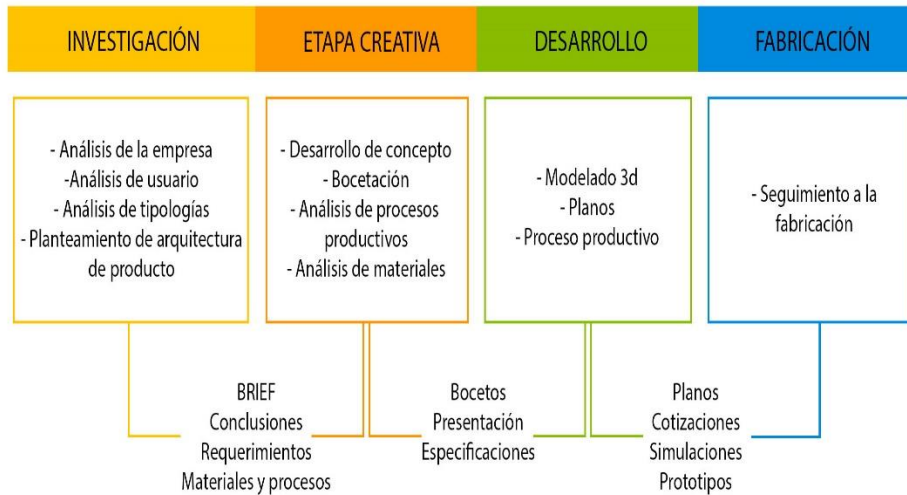 INVESTIGACIÓN
ETAPA CREATIVA
DESARROLLO
FABRICACIÓN
- Análisis de la empresa
-Análisis de usuario
- Análisis de tipologías
- Planteamiento de arquitectura
de producto
- Desarrollo de concepto
- Bocetación
- Análisis de procesos
productivos
- Análisis de materiales
- Modelado 3d
- Planos
- Proceso productivo
- Seguimiento a la
fabricación
BRIEF
Conclusiones
Requerimientos
Materiales y procesos
Bocetos
Presentación
Especificaciones
Planos
Cotizaciones
Simulaciones
Prototipos